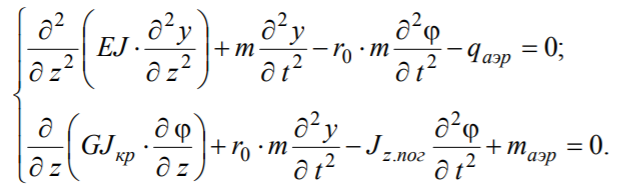 ∂²/∂z² (EJ · ∂²y/∂z²) + m ∂²y/∂t² − r₀ · m ∂²φ/∂t² − q_аэр = 0;
∂/∂z (GJ_кр · ∂φ/∂z) + r₀ · m ∂²y/∂t² − J_z.пог ∂²φ/∂t² + m_аэр = 0.